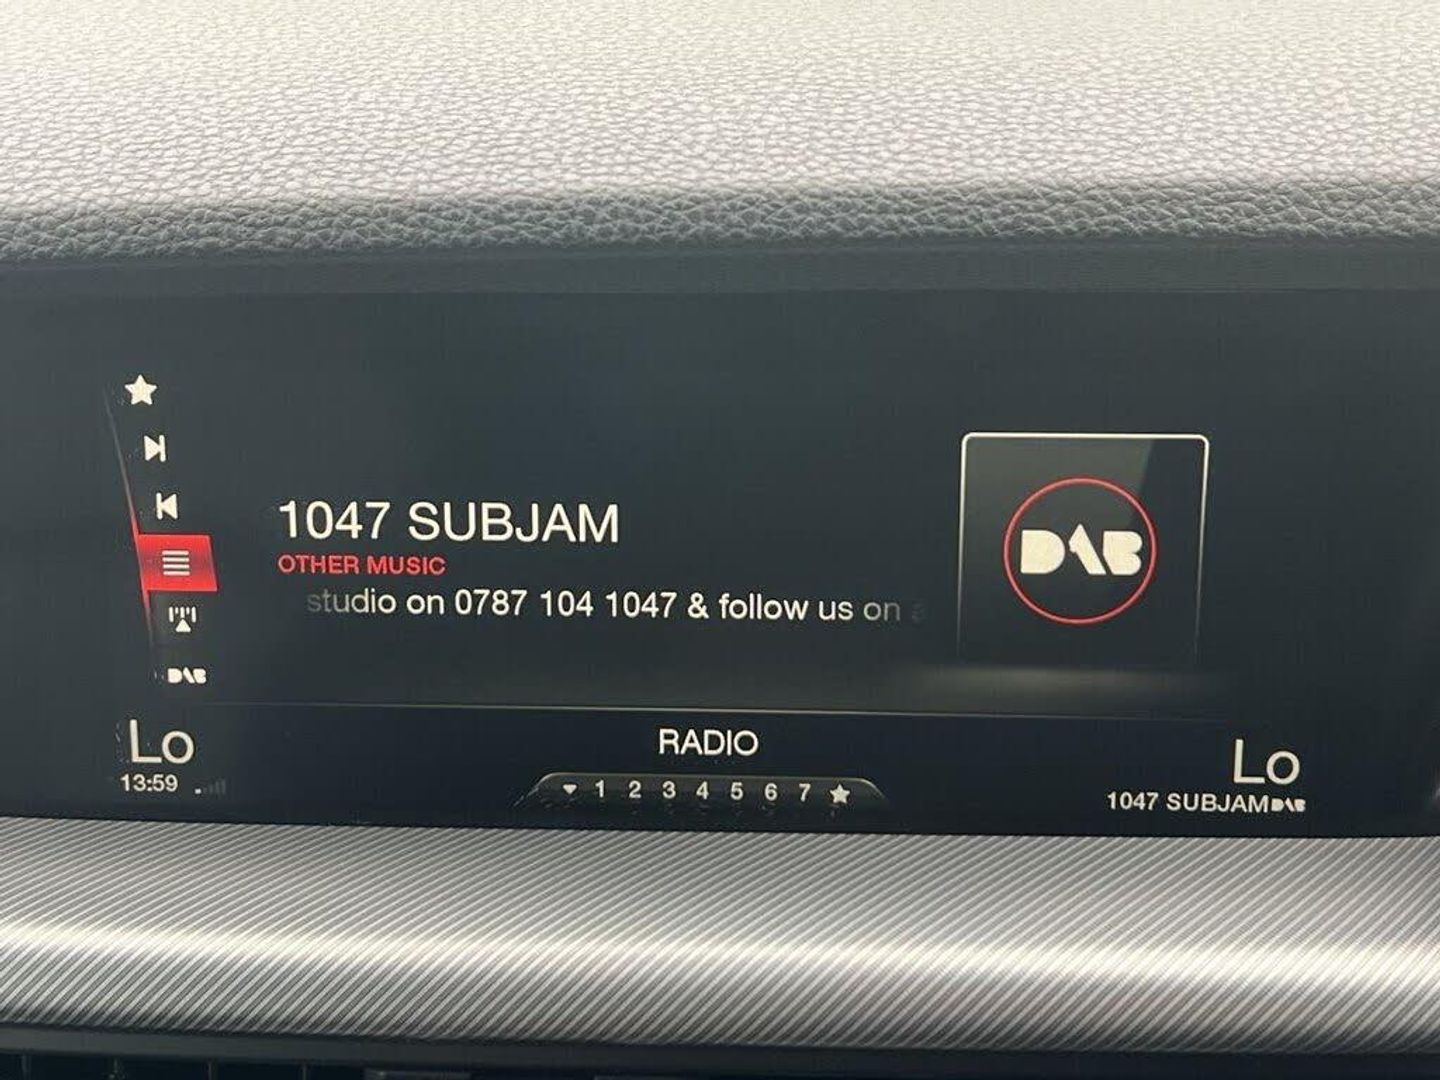 1047 SUBJAM
OTHER MUSIC
studio on 0787 104 1047 & follow us on
DAB
DAB
Lo
13:59
RADIO
1 2 3 4 5 6 7
Lo
1047 SUBJAM DAB